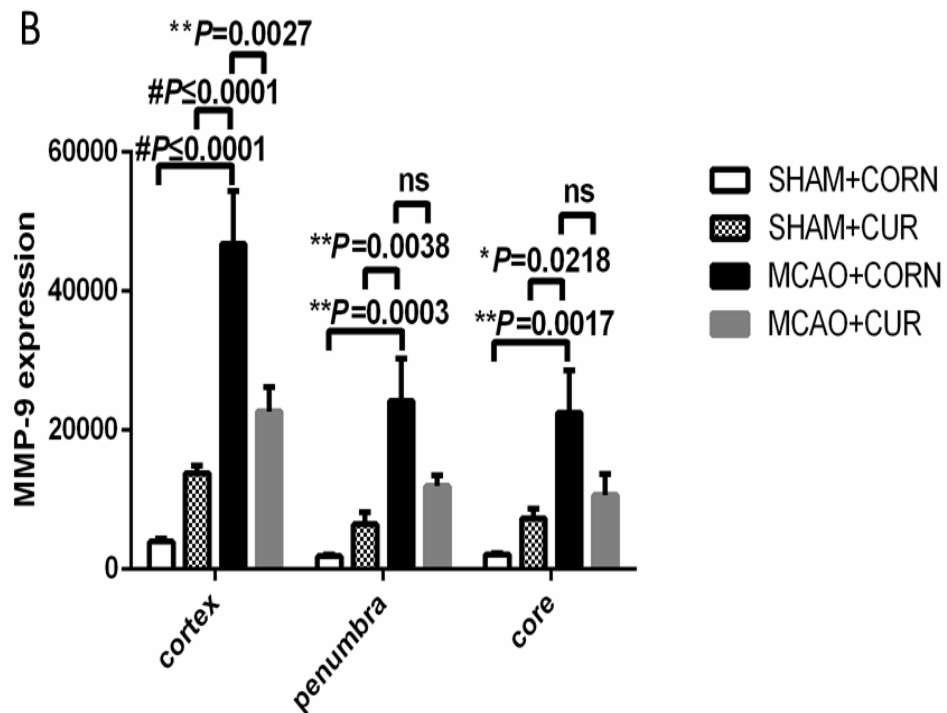 B
**P=0.0027
#P≤0.0001
#P≤0.0001
60000
40000
20000
0
MMP-9 expression
ns
**P=0.0038
**P=0.0003
ns
*P=0.0218
**P=0.0017
SHAM+CORN
SHAM+CUR
MCAO+CORN
MCAO+CUR
cortex
penumbra
core